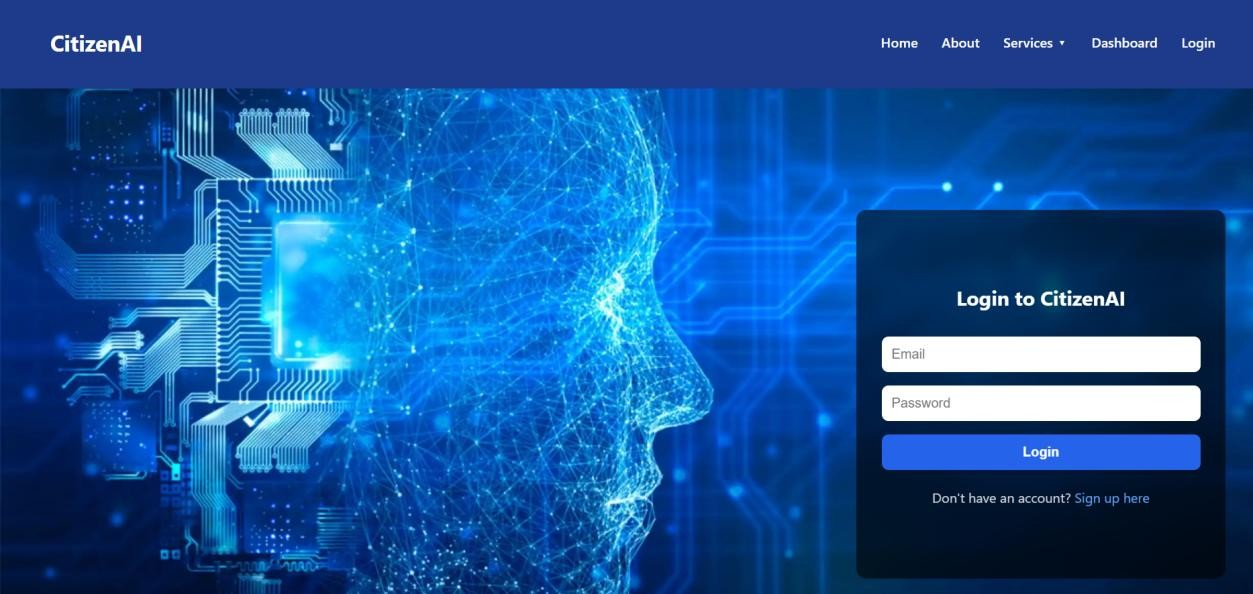 CitizenAI
Home About Services ▼ Dashboard Login
Login to CitizenAI
Email
Password
Login
Don't have an account? Sign up here